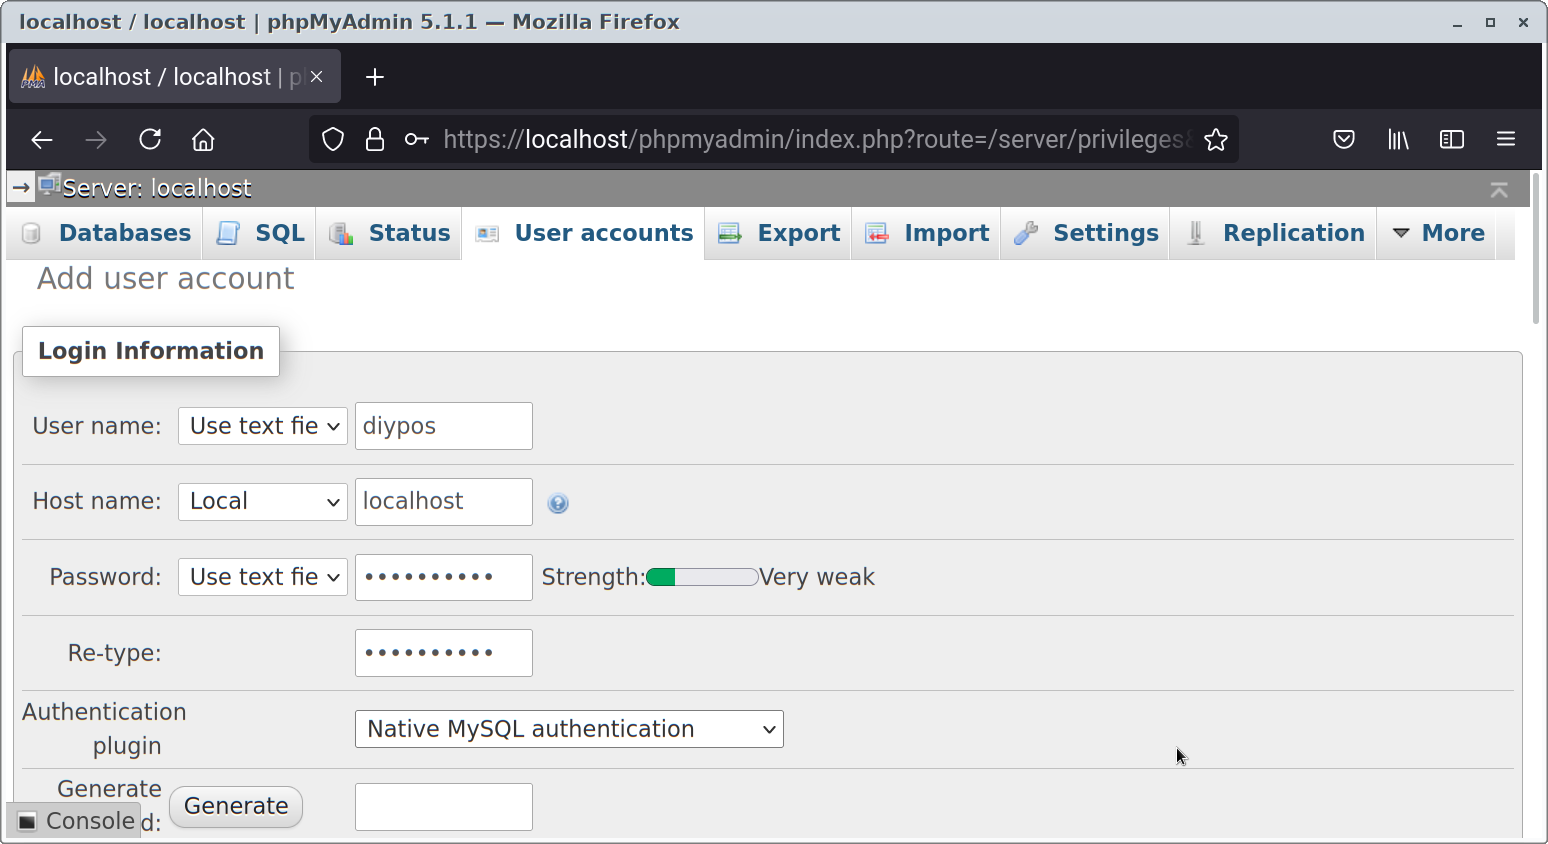 localhost / localhost | phpMyAdmin 5.1.1 — Mozilla Firefox
localhost / localhost | p
https://localhost/phpmyadmin/index.php?route=/server/privileges
Server: localhost
Databases SQL Status User accounts Export Import Settings Replication More
Add user account
Login Information
User name: Use text fie diypos
Host name: Local localhost
Password: Use text fie •••••••••• Strength: Very weak
Re-type: ••••••••••
Authentication
plugin Native MySQL authentication
Generate
d: Generate
Console